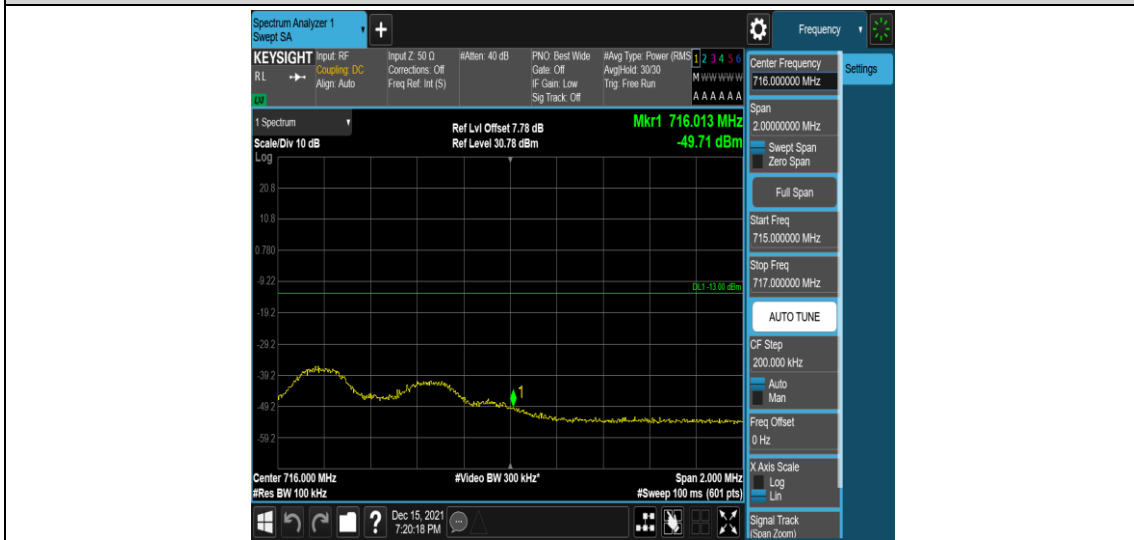 Spectrum Analyzer 1
Swept SA
Frequency
KEYSIGHT
RL
LXI
Input: RF
Coupling: DC
Align: Auto
Input Z: 50 Ω
Corrections: Off
Freq Ref: Int (S)
#Atten: 40 dB
PNO: Best Wide
Gate: Off
IF Gain: Low
Sig Track: Off
#Avg Type: Power (RMS
Avg|Hold: 30/30
Trig: Free Run
1 2 3 4 5 6
M W W W W W
A A A A A A
1 Spectrum
Scale/Div 10 dB
Log
Ref Lvl Offset 7.78 dB
Ref Level 30.78 dBm
Mkr1 716.013 MHz
-49.71 dBm
20.8
10.8
0.780
-9.22
DL1 -13.00 dBm
-19.2
-29.2
-39.2
1
-49.2
-59.2
Center 716.000 MHz
#Res BW 100 kHz
#Video BW 300 kHz*
Span 2.000 MHz
#Sweep 100 ms (601 pts)
Dec 15, 2021
7:20:18 PM
Center Frequency
716.000000 MHz
Settings
Span
2.00000000 MHz
Swept Span
Zero Span
Full Span
Start Freq
715.000000 MHz
Stop Freq
717.000000 MHz
AUTO TUNE
CF Step
200.000 kHz
Auto
Man
Freq Offset
0 Hz
X Axis Scale
Log
Lin
Signal Track
(Span Zoom)